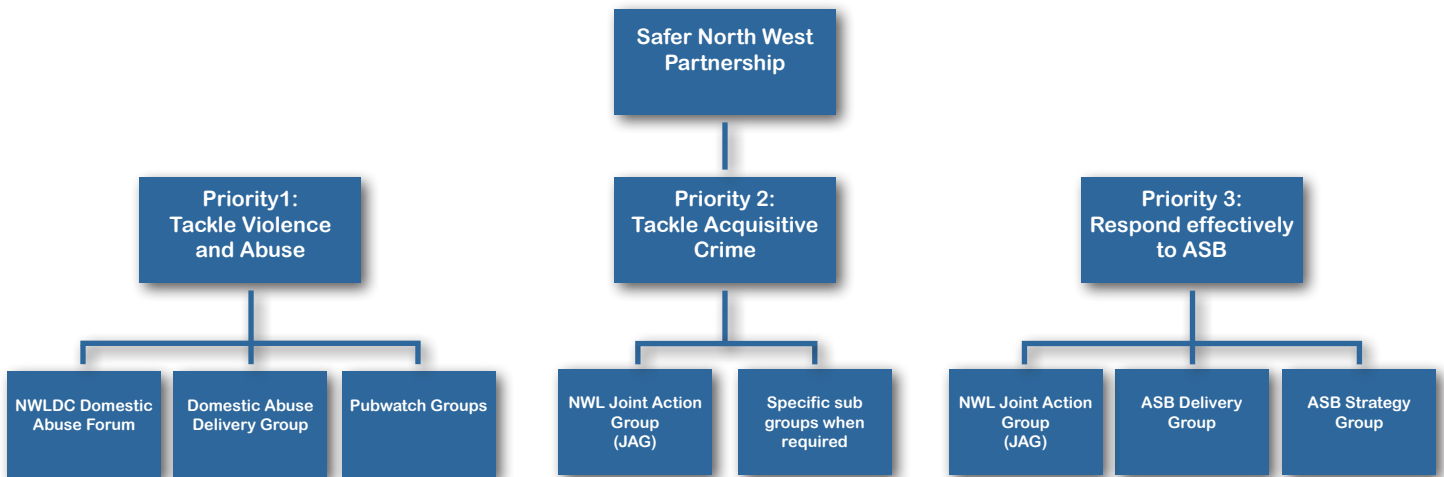 Safer North West
Partnership
Priority1:
Tackle Violence
and Abuse
Priority 2:
Tackle Acquisitive
Crime
Priority 3:
Respond effectively
to ASB
NWLDC Domestic
Abuse Forum
Domestic Abuse
Delivery Group
Pubwatch Groups
NWL Joint Action
Group
(JAG)
Specific sub
groups when
required
NWL Joint Action
Group
(JAG)
ASB Delivery
Group
ASB Strategy
Group